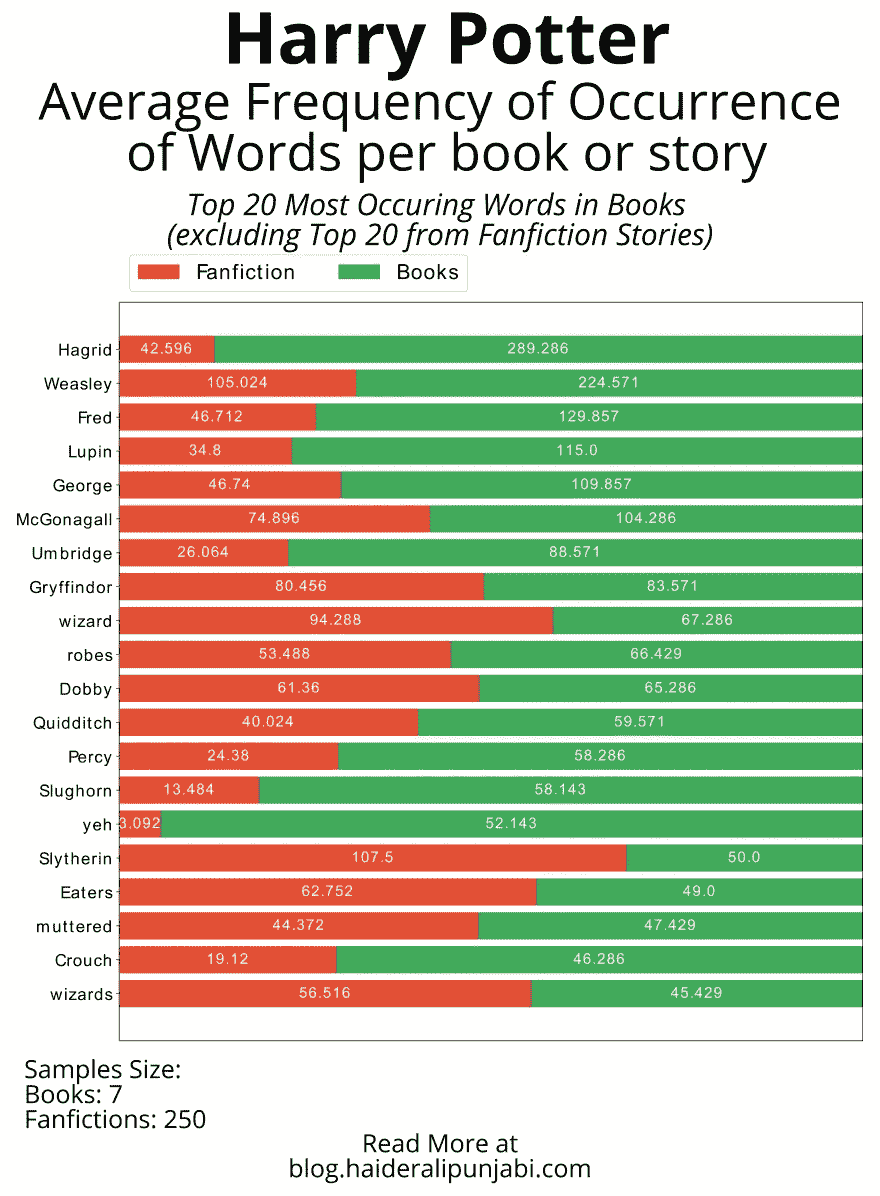 Harry Potter
Average Frequency of Occurrence
of Words per book or story
Top 20 Most Occuring Words in Books
(excluding Top 20 from Fanfiction Stories)
Fanfiction Books
Hagrid 42.596 289.286
Weasley 105.024 224.571
Fred 46.712 129.857
Lupin 34.8 115.0
George 46.74 109.857
McGonagall 74.896 104.286
Umbridge 26.064 88.571
Gryffindor 80.456 83.571
wizard 94.288 67.286
robes 53.488 66.429
Dobby 61.36 65.286
Quidditch 40.024 59.571
Percy 24.38 58.286
Slughorn 13.484 58.143
yeh 3.092 52.143
Slytherin 107.5 50.0
Eaters 62.752 49.0
muttered 44.372 47.429
Crouch 19.12 46.286
wizards 56.516 45.429
Samples Size:
Books: 7
Fanfictions: 250
Read More at
blog.haideralipunjabi.com